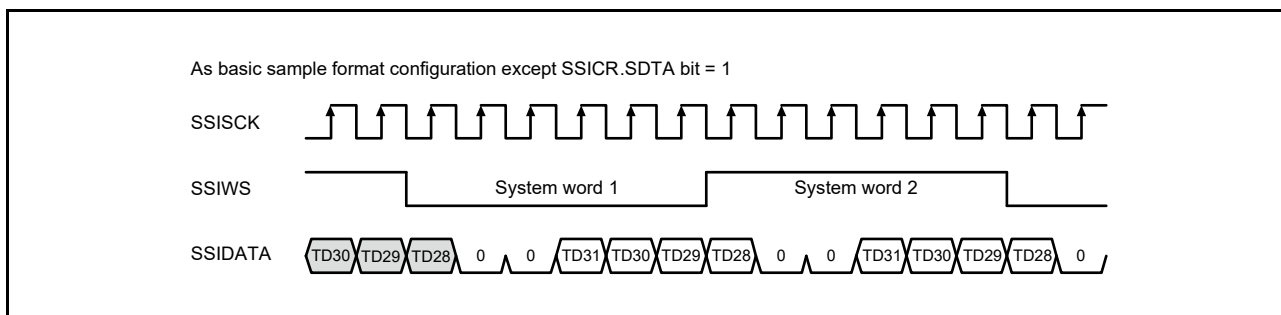 As basic sample format configuration except SSICR.SDTA bit = 1
SSISCK
SSIWS System word 1 System word 2
SSIDATA TD30 TD29 TD28 0 0 TD31 TD30 TD29 TD28 0 0 TD31 TD30 TD29 TD28 0